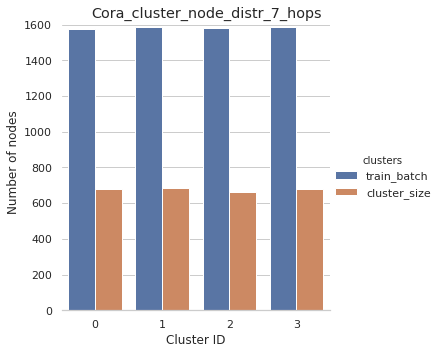 Cora_cluster_node_distr_7_hops
1600
1400
1200
1000
800
600
400
200
0
Number of nodes
0 1 2 3
Cluster ID
clusters
train_batch
cluster_size